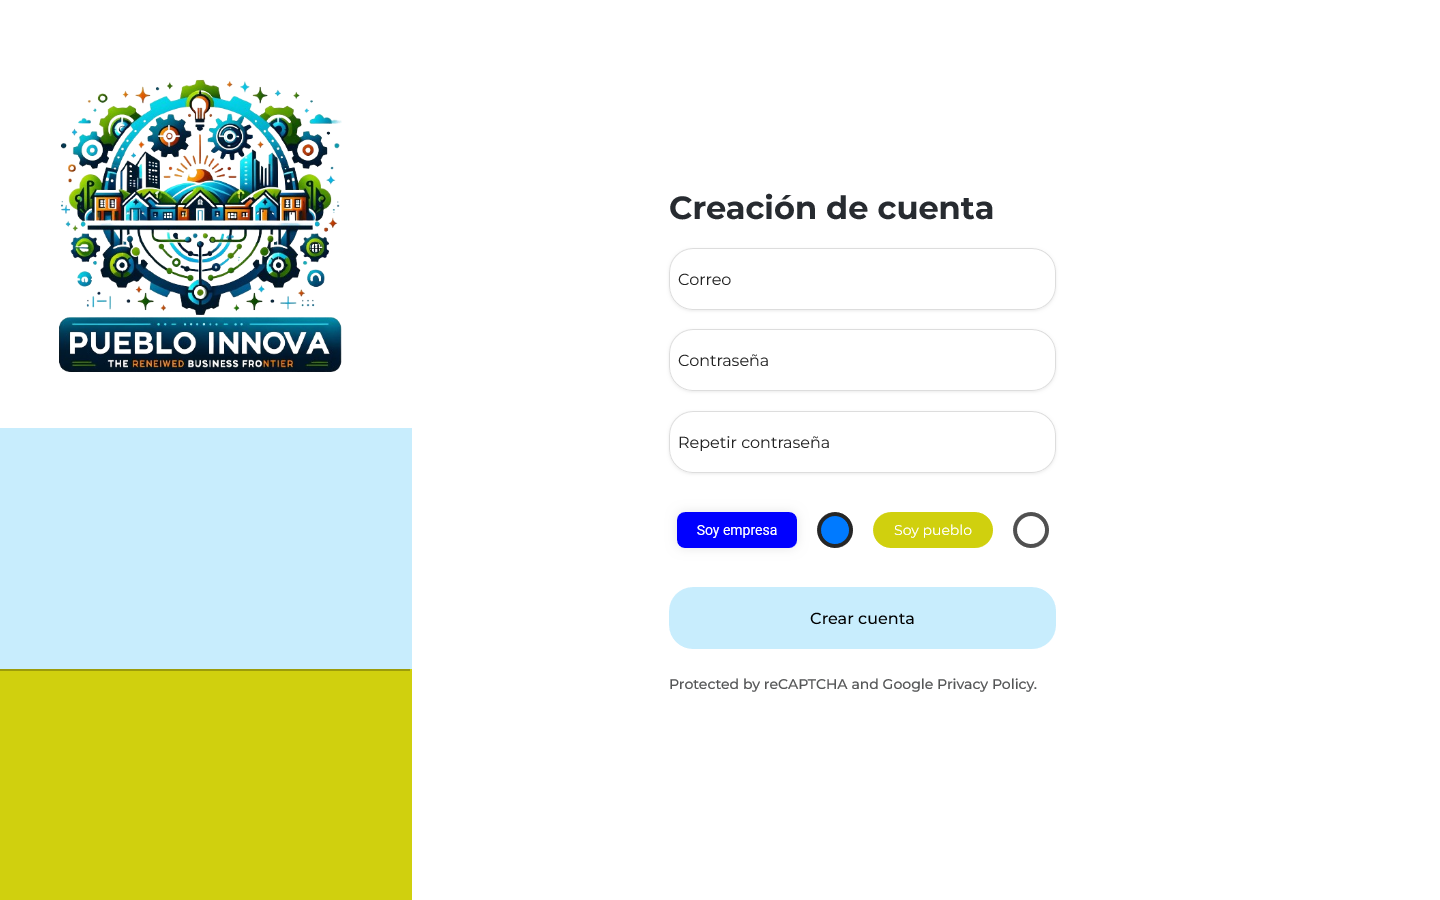 PUEBLO INNOVA
THE RENEIWED BUSINESS FRONTIER
Creación de cuenta
Correo
Contraseña
Repetir contraseña
Soy empresa
Soy pueblo
Crear cuenta
Protected by reCAPTCHA and Google Privacy Policy.